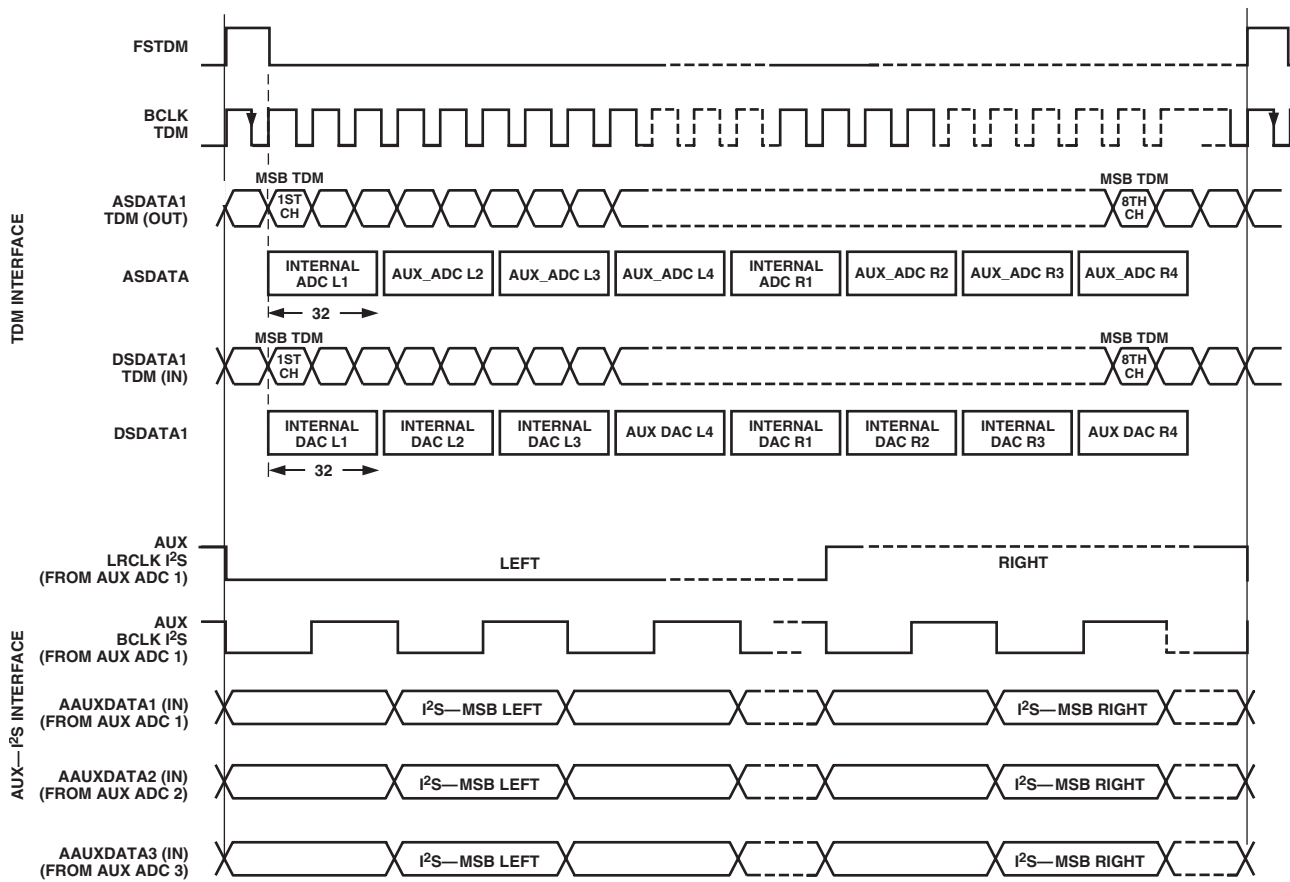 FSTDM
BCLK
TDM
TDM INTERFACE
MSB TDM
MSB TDM
ASDATA1
TDM (OUT)
1ST
CH
8TH
CH
ASDATA
INTERNAL
ADC L1
AUX_ADC L2
AUX_ADC L3
AUX_ADC L4
INTERNAL
ADC R1
AUX_ADC R2
AUX_ADC R3
AUX_ADC R4
32
MSB TDM
MSB TDM
DSDATA1
TDM (IN)
1ST
CH
8TH
CH
DSDATA1
INTERNAL
DAC L1
INTERNAL
DAC L2
INTERNAL
DAC L3
AUX DAC L4
INTERNAL
DAC R1
INTERNAL
DAC R2
INTERNAL
DAC R3
AUX DAC R4
32
AUX—I²S INTERFACE
AUX
LRCLK I²S
(FROM AUX ADC 1)
LEFT
RIGHT
AUX
BCLK I²S
(FROM AUX ADC 1)
AAUXDATA1 (IN)
(FROM AUX ADC 1)
I²S—MSB LEFT
I²S—MSB RIGHT
AAUXDATA2 (IN)
(FROM AUX ADC 2)
I²S—MSB LEFT
I²S—MSB RIGHT
AAUXDATA3 (IN)
(FROM AUX ADC 3)
I²S—MSB LEFT
I²S—MSB RIGHT